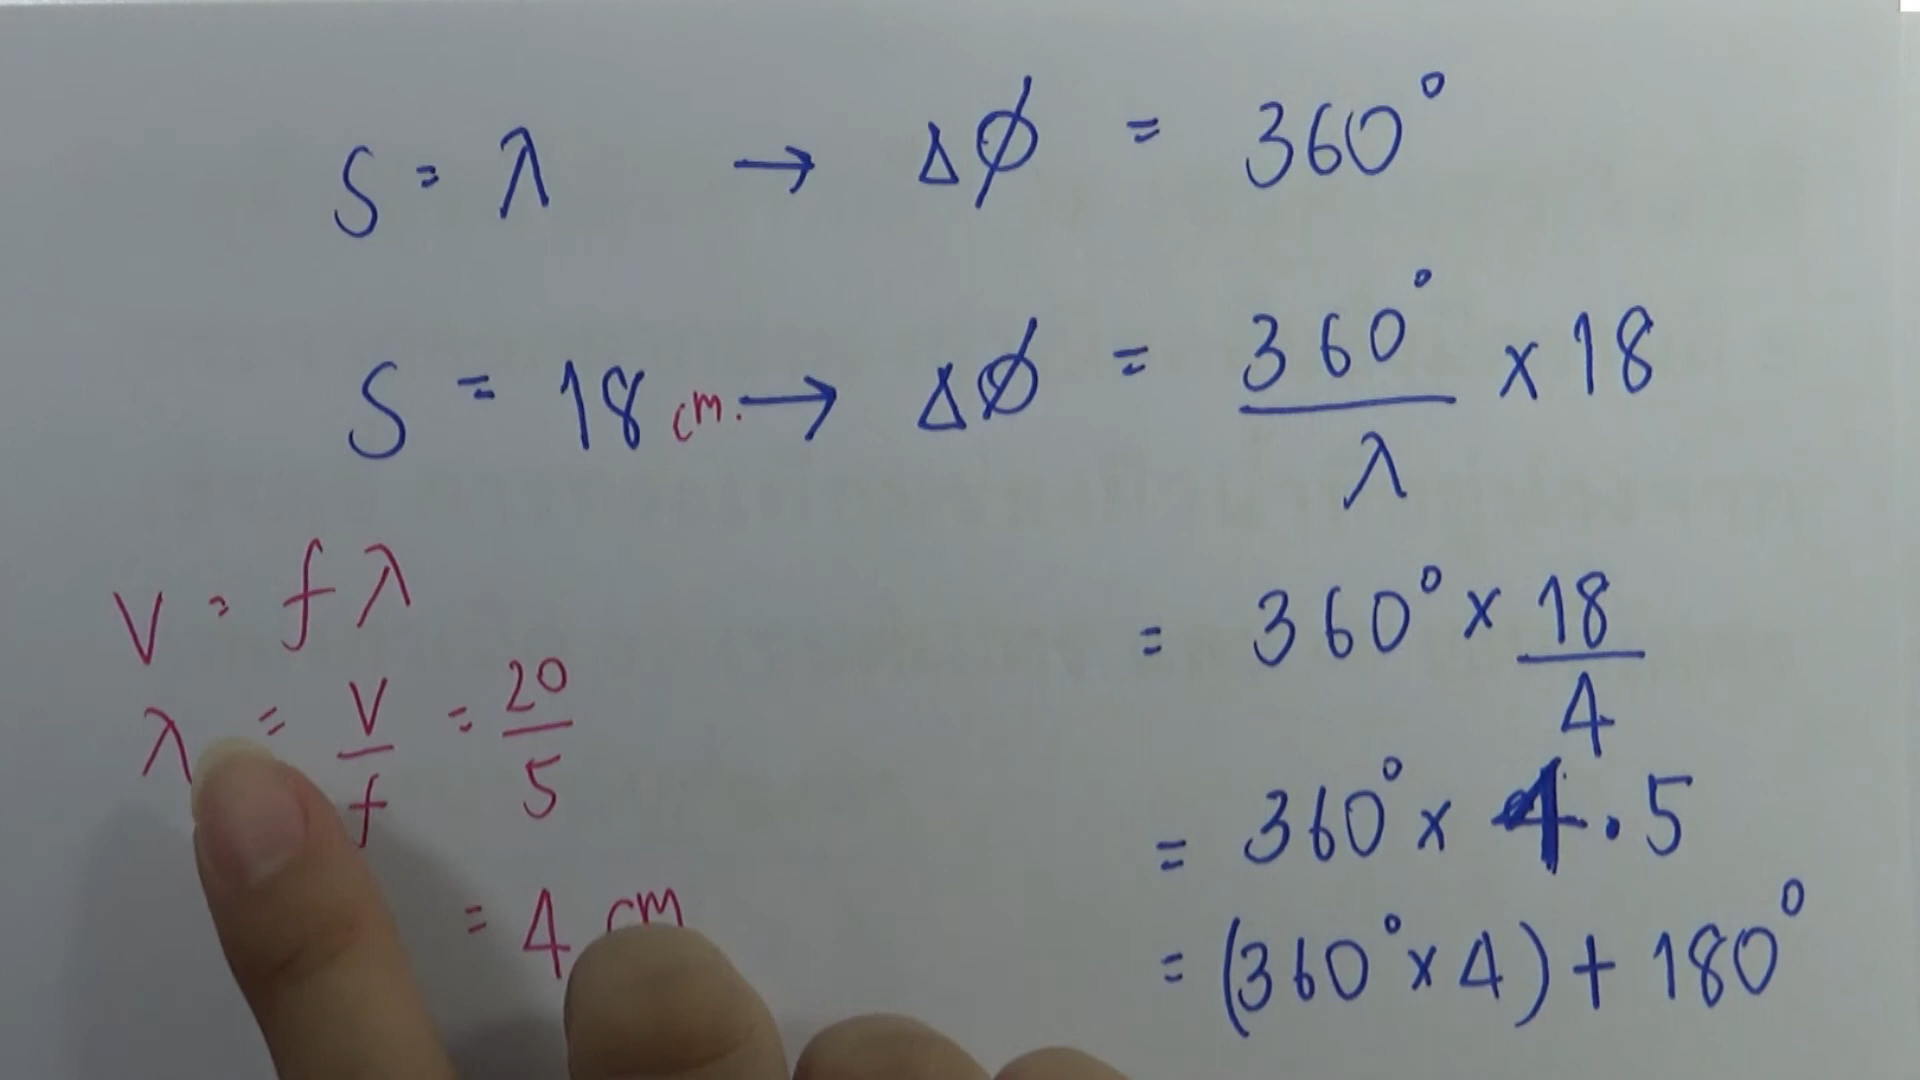 S = λ → Δϕ = 360°
S = 18 cm. → Δϕ = 360°/λ × 18
= 360° × 18/4
= 360° × 4.5
= (360° × 4) + 180°
V = fλ
λ = V/f = 20/5
= 4 cm